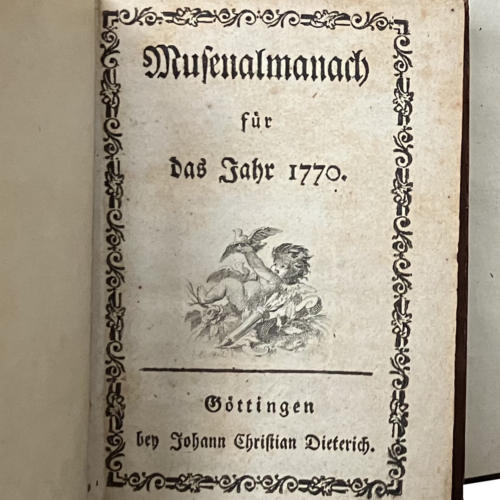 Musenalmanach
für
das Jahr 1770.
Göttingen
bey Johann Christian Dieterich.